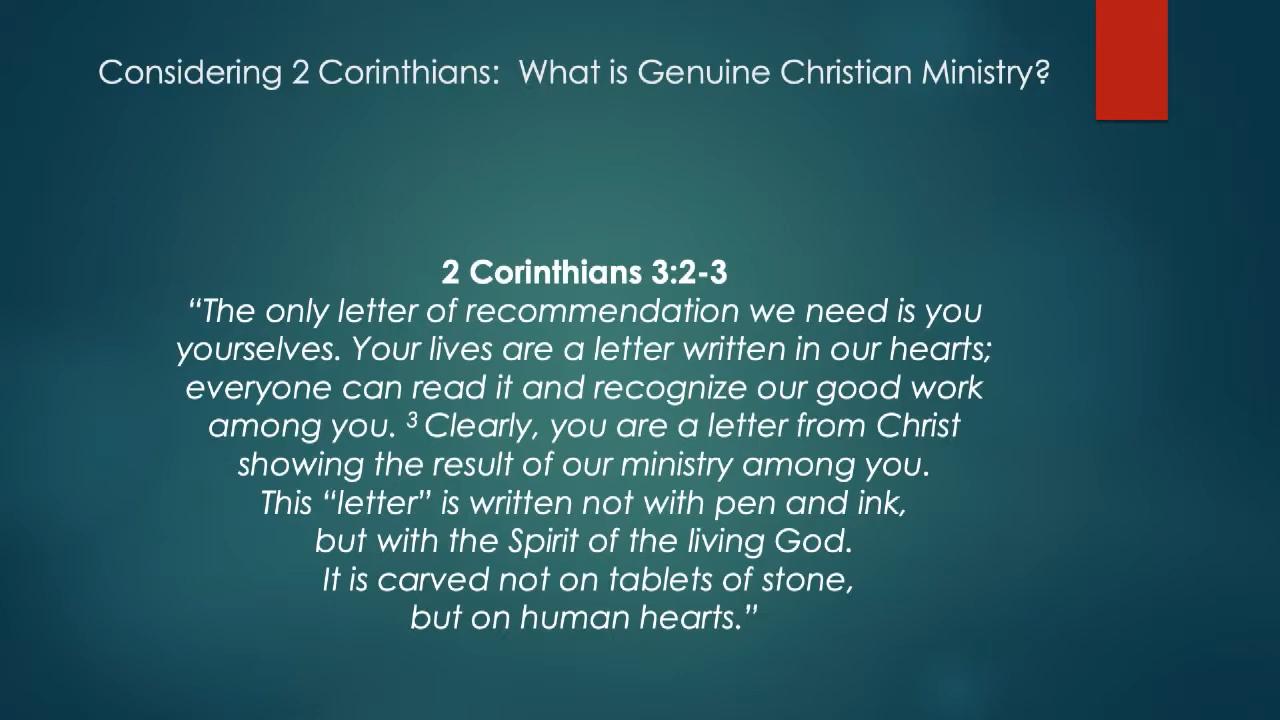 Considering 2 Corinthians:  What is Genuine Christian Ministry?
2 Corinthians 3:2-3
“The only letter of recommendation we need is you
yourselves. Your lives are a letter written in our hearts;
everyone can read it and recognize our good work
among you. ³ Clearly, you are a letter from Christ
showing the result of our ministry among you.
This “letter” is written not with pen and ink,
but with the Spirit of the living God.
It is carved not on tablets of stone,
but on human hearts.”